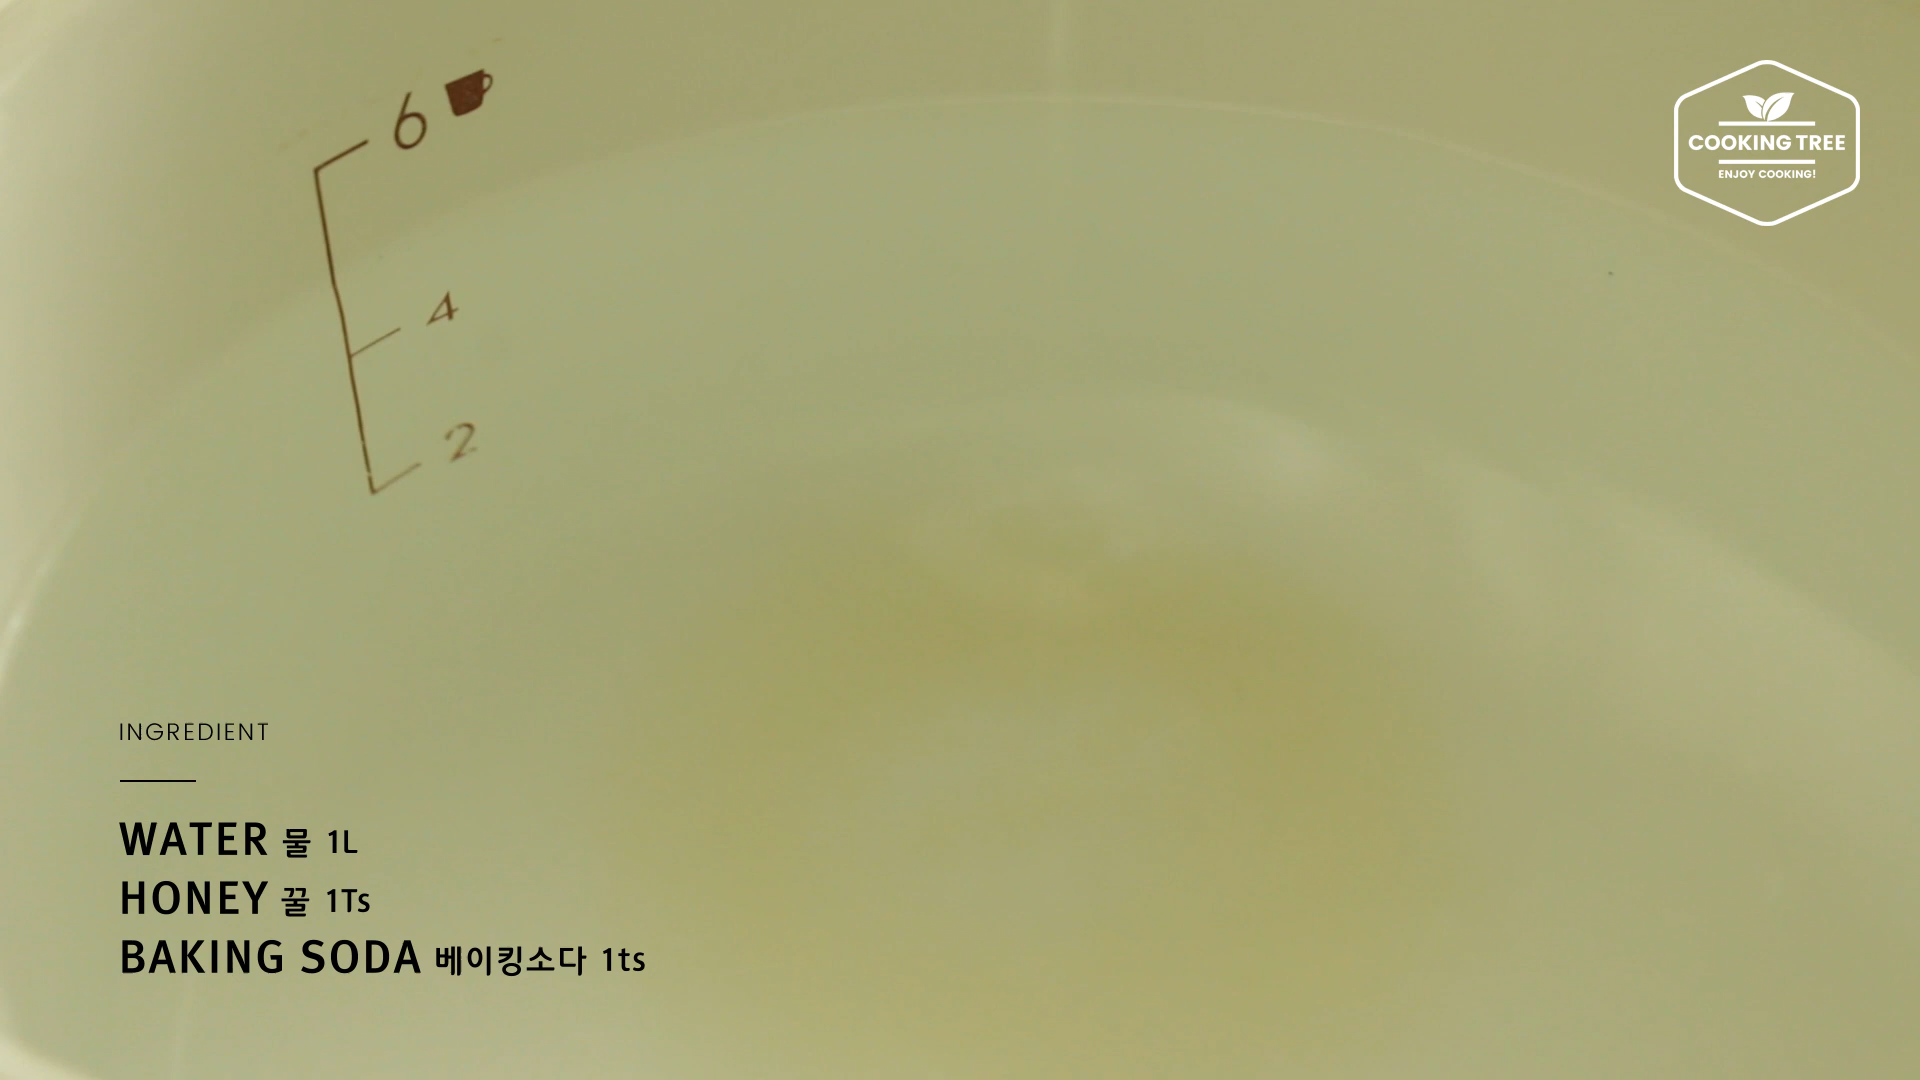 6
4
2
COOKING TREE
ENJOY COOKING!
INGREDIENT
WATER 물 1L
HONEY 꿀 1Ts
BAKING SODA 베이킹소다 1ts